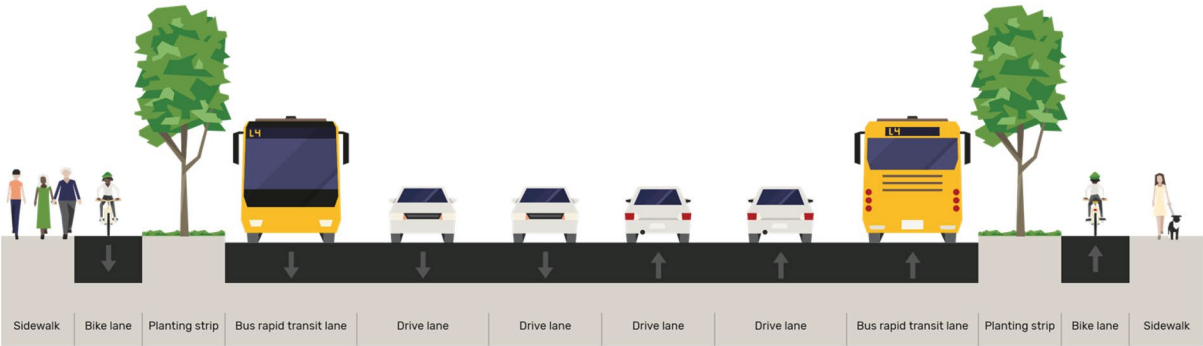 L4
L4
Sidewalk
Bike lane
Planting strip
Bus rapid transit lane
Drive lane
Drive lane
Drive lane
Drive lane
Bus rapid transit lane
Planting strip
Bike lane
Sidewalk